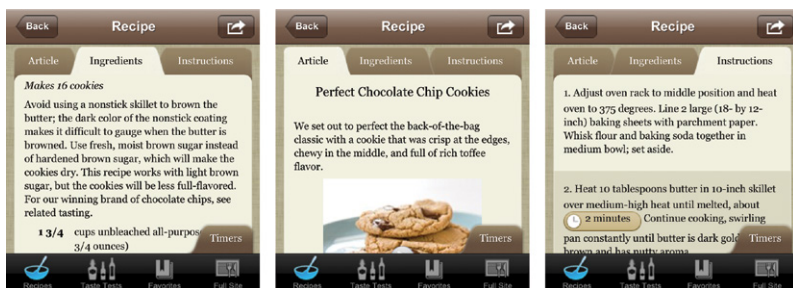 Back
Recipe
Article
Ingredients
Instructions
Makes 16 cookies
Avoid using a nonstick skillet to brown the
butter; the dark color of the nonstick coating
makes it difficult to gauge when the butter is
browned. Use fresh, moist brown sugar instead
of hardened brown sugar, which will make the
cookies dry. This recipe works with light brown
sugar, but the cookies will be less full-flavored.
For our winning brand of chocolate chips, see
related tasting.
1 3/4 cups unbleached all-purpos
3/4 ounces)
Timers
Recipes
Taste Tests
Favorites
Full Site
Back
Recipe
Article
Ingredients
Instructions
Perfect Chocolate Chip Cookies
We set out to perfect the back-of-the-bag
classic with a cookie that was crisp at the edges,
chewy in the middle, and full of rich toffee
flavor.
Timers
Recipes
Taste Tests
Favorites
Full Site
Back
Recipe
Article
Ingredients
Instructions
1. Adjust oven rack to middle position and heat
oven to 375 degrees. Line 2 large (18- by 12-
inch) baking sheets with parchment paper.
Whisk flour and baking soda together in
medium bowl; set aside.
2. Heat 10 tablespoons butter in 10-inch skillet
over medium-high heat until melted, about
2 minutes Continue cooking, swirling
pan constantly until butter is dark gold
brown and has nutty aroma
Timers
Recipes
Taste Tests
Favorites
Full Site